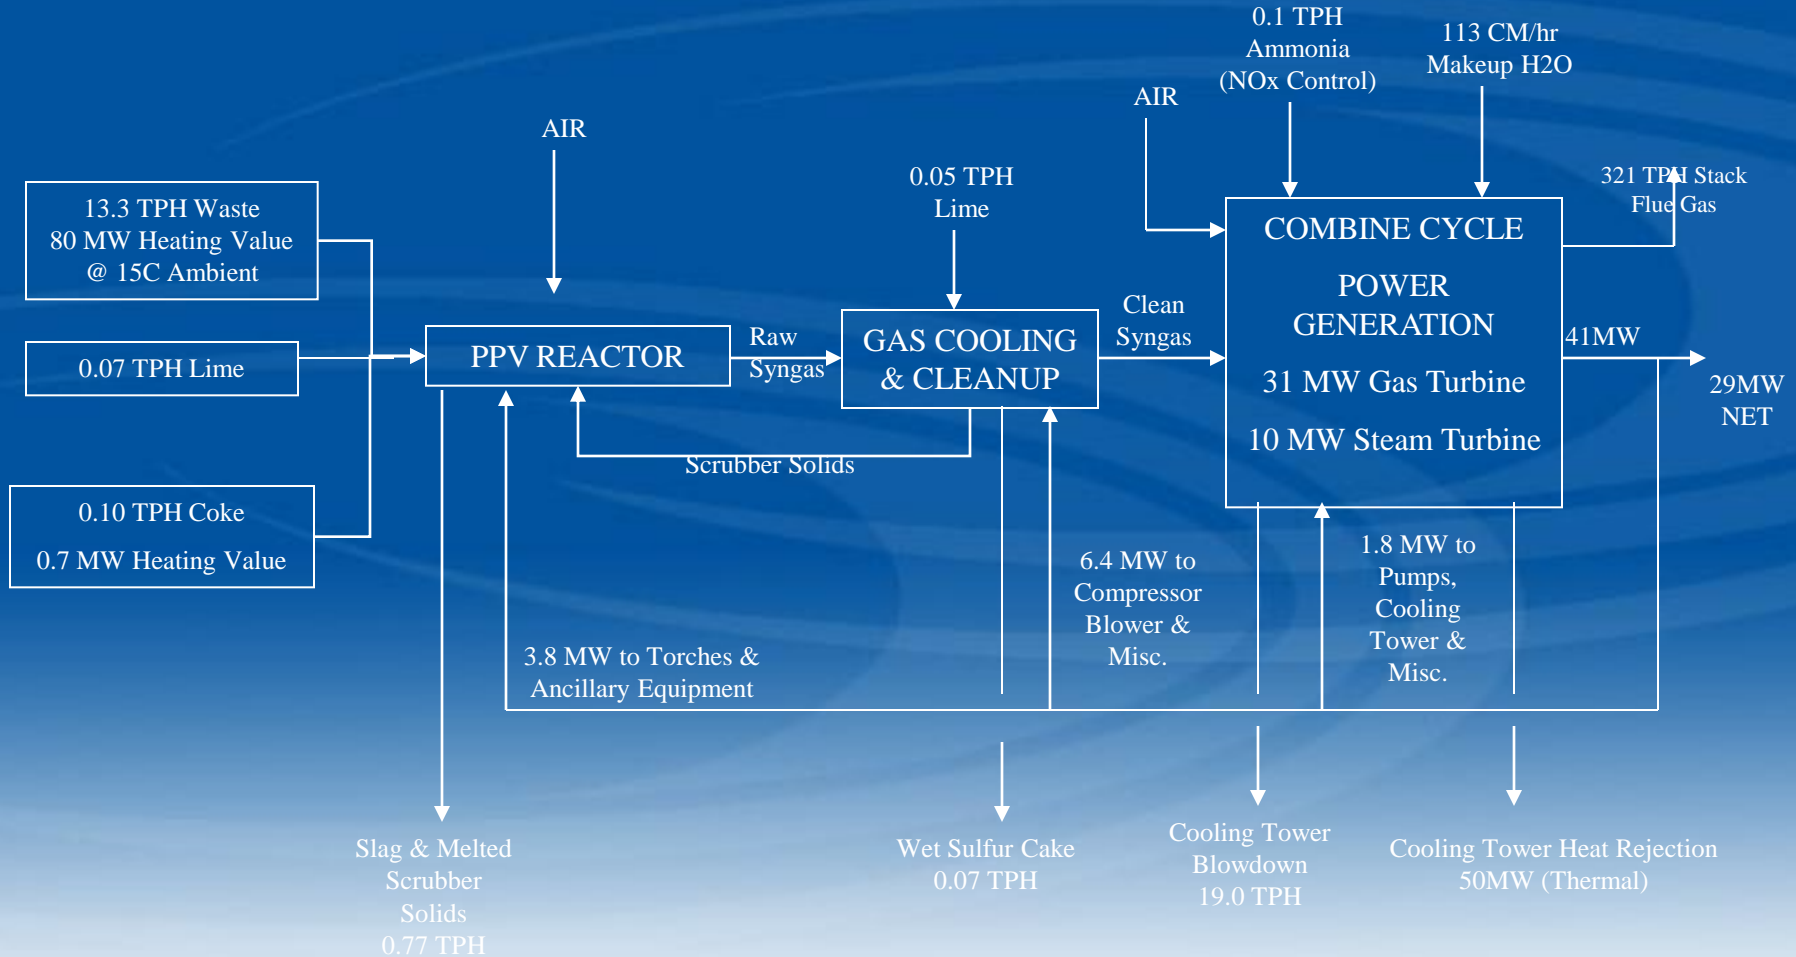 0.1 TPH
Ammonia
(NOx Control)
113 CM/hr
Makeup H2O
AIR
AIR
0.05 TPH
Lime
321 TPH Stack
Flue Gas
13.3 TPH Waste
80 MW Heating Value
@ 15C Ambient
COMBINE CYCLE
POWER
GENERATION
31 MW Gas Turbine
10 MW Steam Turbine
Clean
Syngas
Raw
Syngas
GAS COOLING
& CLEANUP
PPV REACTOR
0.07 TPH Lime
41MW
29MW
NET
Scrubber Solids
0.10 TPH Coke
0.7 MW Heating Value
6.4 MW to
Compressor
Blower &
Misc.
1.8 MW to
Pumps,
Cooling
Tower &
Misc.
3.8 MW to Torches &
Ancillary Equipment
Slag & Melted
Scrubber
Solids
0.77 TPH
Wet Sulfur Cake
0.07 TPH
Cooling Tower
Blowdown
19.0 TPH
Cooling Tower Heat Rejection
50MW (Thermal)